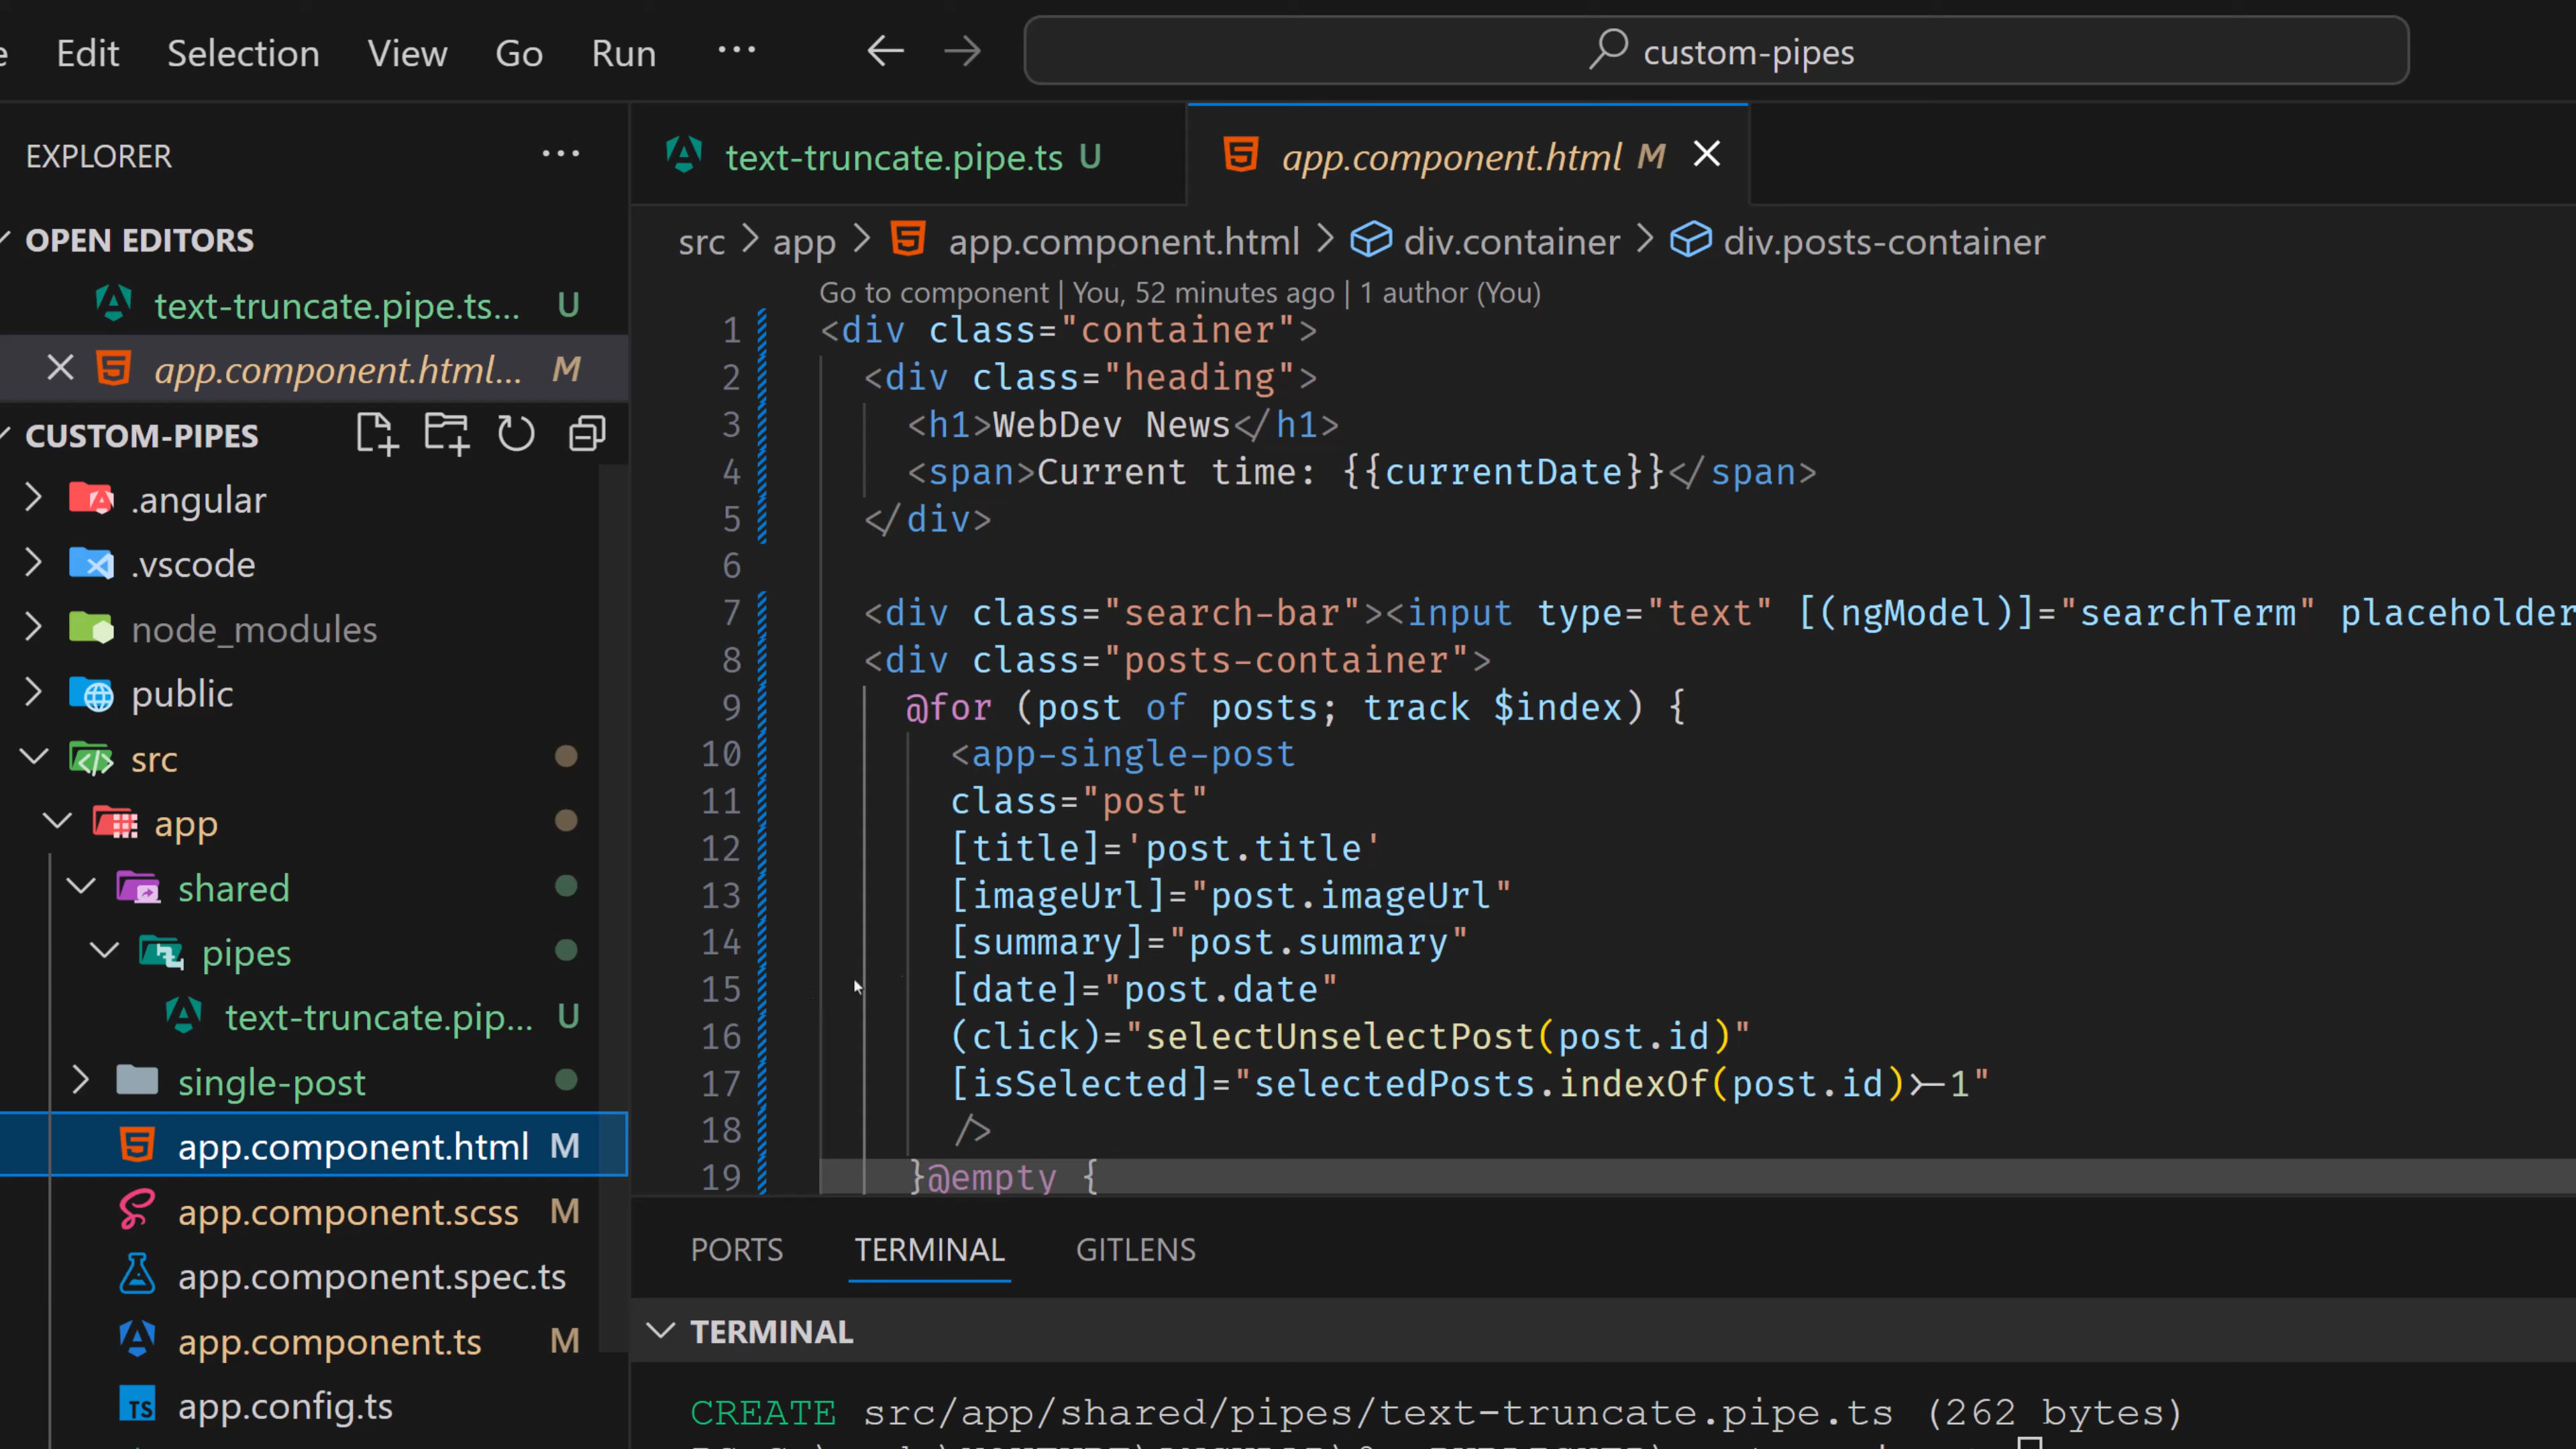 Edit Selection View Go Run ··· custom-pipes
EXPLORER ···
OPEN EDITORS
text-truncate.pipe.ts... U
app.component.html... M
CUSTOM-PIPES
.angular
.vscode
node_modules
public
src
app
shared
pipes
text-truncate.pip... U
single-post
app.component.html M
app.component.scss M
app.component.spec.ts
app.component.ts M
TS app.config.ts
text-truncate.pipe.ts U app.component.html M
src > app > app.component.html > div.container > div.posts-container
Go to component | You, 52 minutes ago | 1 author (You)
1 <div class="container">
2 <div class="heading">
3 <h1>WebDev News</h1>
4 <span>Current time: {{currentDate}}</span>
5 </div>
6
7 <div class="search-bar"><input type="text" [(ngModel)]="searchTerm" placeholder
8 <div class="posts-container">
9 @for (post of posts; track $index) {
10 <app-single-post
11 class="post"
12 [title]='post.title'
13 [imageUrl]="post.imageUrl"
14 [summary]="post.summary"
15 [date]="post.date"
16 (click)="selectUnselectPost(post.id)"
17 [isSelected]="selectedPosts.indexOf(post.id)>-1"
18 />
19 }@empty {
PORTS TERMINAL GITLENS
TERMINAL
CREATE src/app/shared/pipes/text-truncate.pipe.ts (262 bytes)